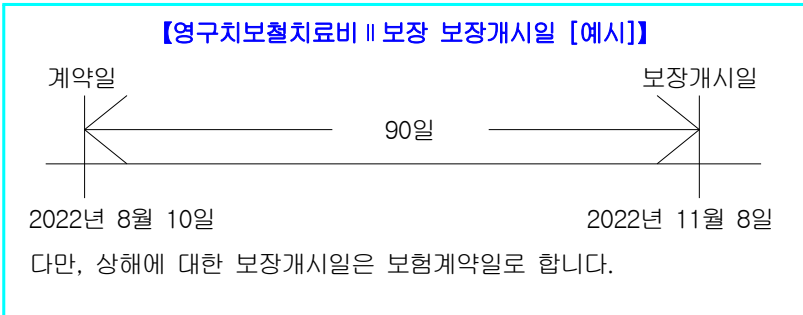 【영구치보철치료비Ⅱ보장 보장개시일 [예시]】
계약일 보장개시일
90일
2022년 8월 10일 2022년 11월 8일
다만, 상해에 대한 보장개시일은 보험계약일로 합니다.